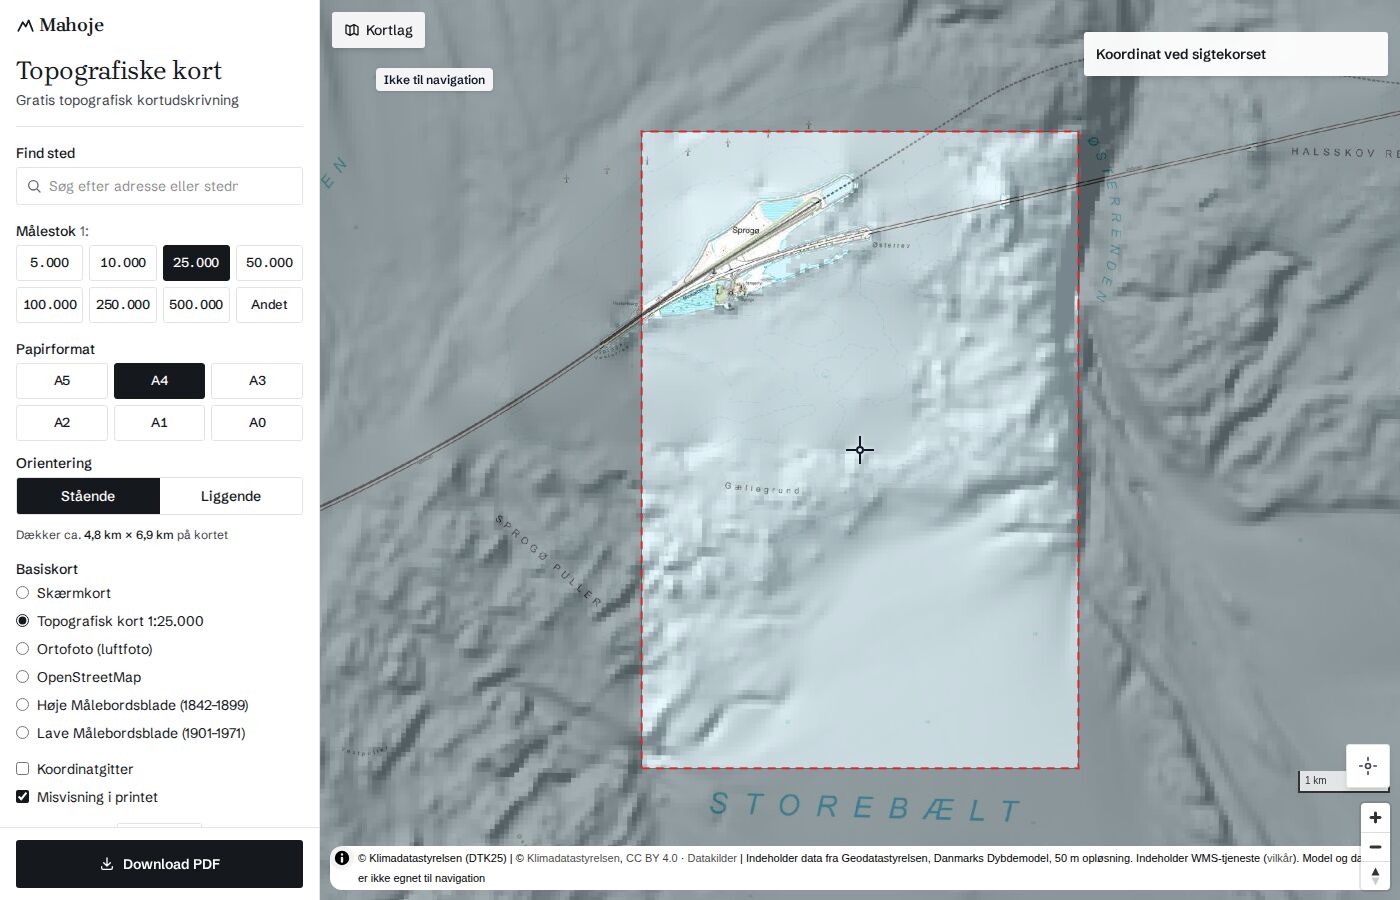 Mahoje
Topografiske kort
Gratis topografisk kortudskrivning
Find sted
Søg efter adresse eller stedr
Målestok 1:
5.000
10.000
25.000
50.000
100.000
250.000
500.000
Andet
Papirformat
A5
A4
A3
A2
A1
A0
Orientering
Stående
Liggende
Dækker ca. 4,8 km × 6,9 km på kortet
Basiskort
Skærmkort
Topografisk kort 1:25.000
Ortofoto (luftfoto)
OpenStreetMap
Høje Målebordsblade (1842-1899)
Lave Målebordsblade (1901-1971)
Koordinatgitter
Misvisning i printet
Download PDF
Kortlag
Ikke til navigation
Koordinat ved sigtekorset
EN
ØSTERRENDEN
HALSSKOV RE
Sprogø
Østerrev
Gællegrund
SPROGØ PULLER
Vestpuller
STOREBÆLT
1 km
© Klimadatastyrelsen (DTK25) | © Klimadatastyrelsen, CC BY 4.0 · Datakilder | Indeholder data fra Geodatastyrelsen, Danmarks Dybdemodel, 50 m opløsning. Indeholder WMS-tjeneste (vilkår). Model og da
er ikke egnet til navigation